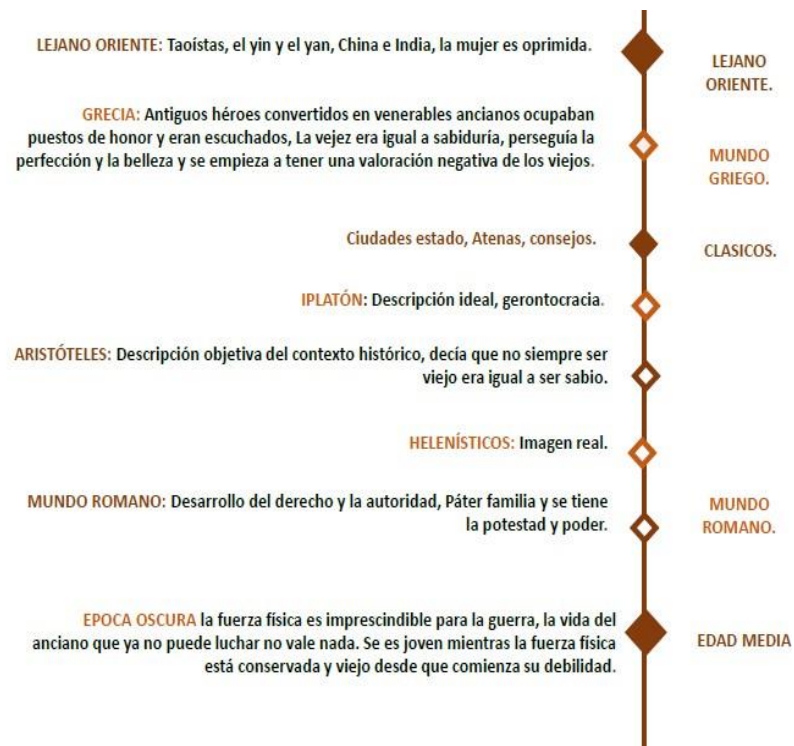 LEJANO ORIENTE: Taoístas, el yin y el yan, China e India, la mujer es oprimida.
LEJANO
ORIENTE.
GRECIA: Antiguos héroes convertidos en venerables ancianos ocupaban
puestos de honor y eran escuchados, La vejez era igual a sabiduría, perseguía la
perfección y la belleza y se empieza a tener una valoración negativa de los viejos.
MUNDO
GRIEGO.
Ciudades estado, Atenas, consejos.
CLASICOS.
IPLATÓN: Descripción ideal, gerontocracia.
ARISTÓTELES: Descripción objetiva del contexto histórico, decía que no siempre ser
viejo era igual a ser sabio.
HELENÍSTICOS: Imagen real.
MUNDO ROMANO: Desarrollo del derecho y la autoridad, Páter familia y se tiene
la potestad y poder.
MUNDO
ROMANO.
EPOCA OSCURA la fuerza física es imprescindible para la guerra, la vida del
anciano que ya no puede luchar no vale nada. Se es joven mientras la fuerza física
está conservada y viejo desde que comienza su debilidad.
EDAD MEDIA